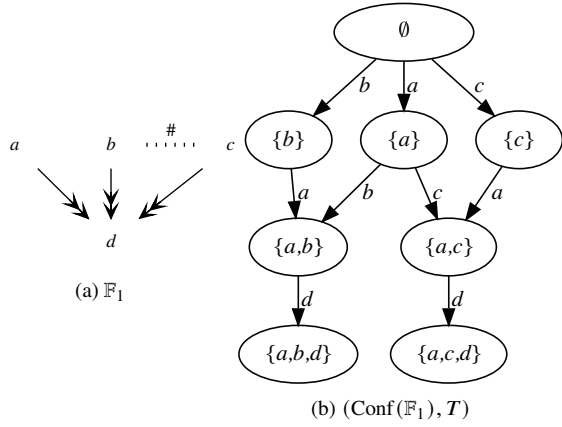 ∅
b a c
# 
a b c {b} {a} {c}
a b c a
d
{a,b} {a,c}
(a) 𝔽₁
d d
{a,b,d} {a,c,d}
(b) (Conf(𝔽₁), T)